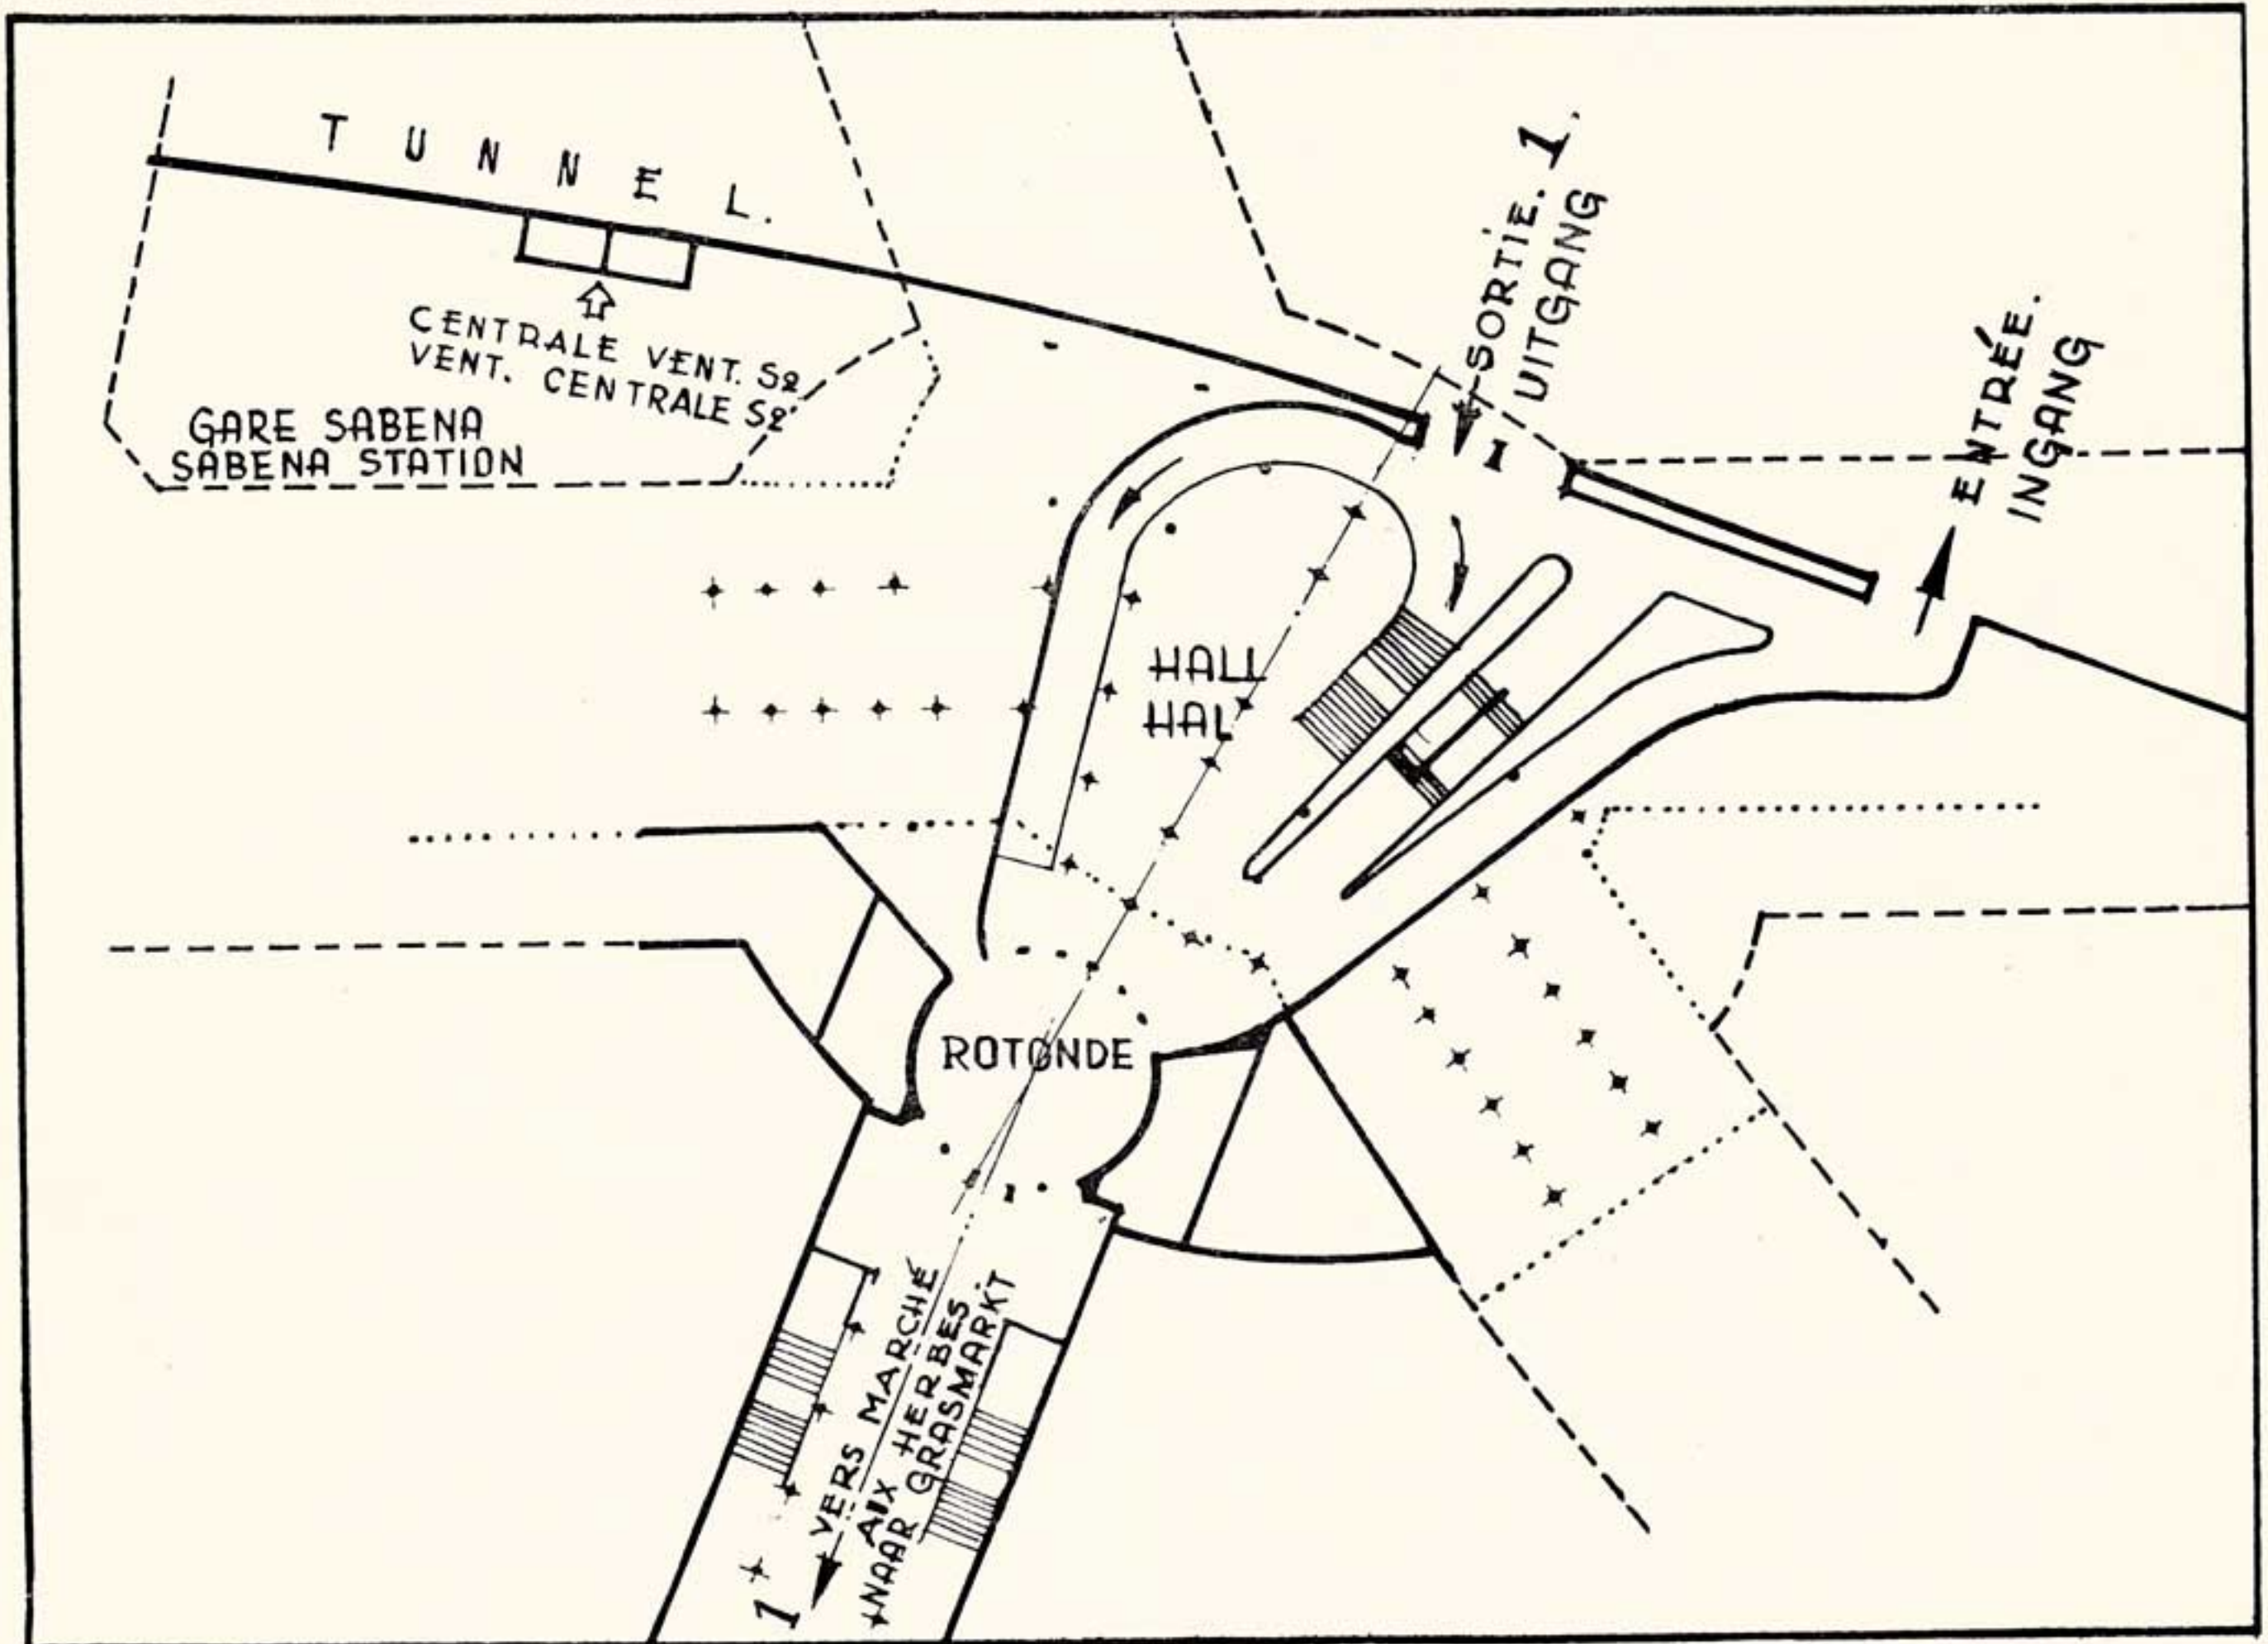 TUNNEL.
CENTRALE VENT. S2
VENT. CENTRALE S2
GARE SABENA
SABENA STATION
SORTIE. 1.
UITGANG
I
ENTRÉE.
INGANG
HALL
HAL
ROTONDE
VERS MARCHÉ
AUX HERBES
NAAR GRASMARKT
1